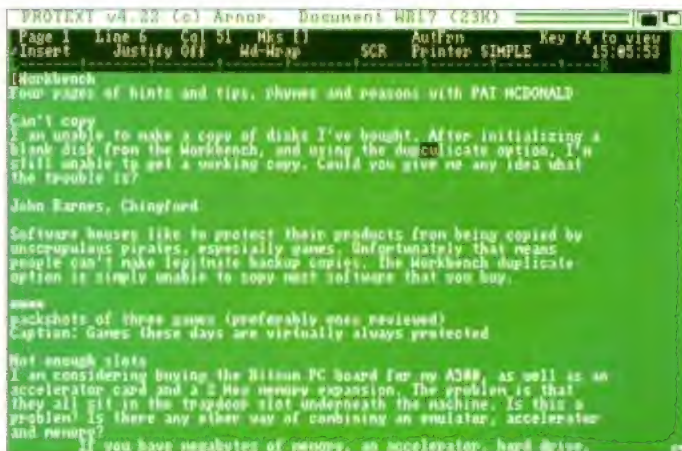 PROTEXT v4.22 (c) Arnor. Document WB17 (23K)
Page 1 Line 6 Col 51 Mks [] AutFrm Key f4 to view
Insert Justify Off Wd-Wrap SCR Printer SIMPLE 15:05:53
[Workbench
Four pages of hints and tips, rhymes and reasons with PAT MCDONALD
Can't copy
I am unable to make a copy of disks I've bought. After initializing a
blank disk from the Workbench, and using the dupculicate option, I'm
still unable to get a working copy. Could you give me any idea what
the trouble is?
John Barnes, Chingford
Software houses like to protect their products from being copied by
unscrupulous pirates, especially games. Unfortunately that means
people can't make legitmate backup copies. The Workbench duplicate
option is simply unable to copy most software that you buy.
packshots of three games (preferably ones reviewed)
Caption: Games these days are virtually always protected
Not enough slots
I am considering buying the PC board for my A500, as well as an
accelerator card and a 2 Meg memory expansion. The problem is that
they all sit in the trapdoor slot underneath the machine. Is this a
problem? is there any other way of combining an emulator, accelerator
and memory?
If you have megabytes of memory, an accelerator, hard drive,